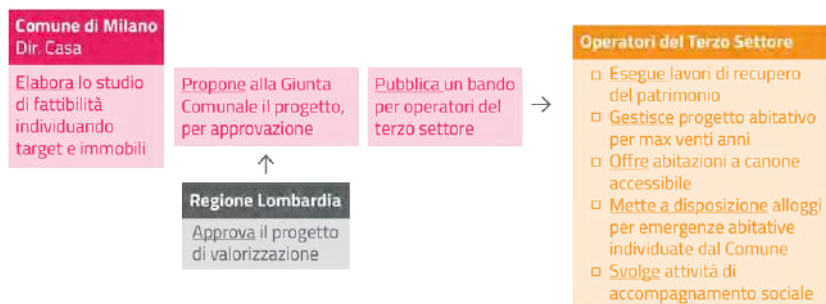 Comune di Milano
Dir. Casa
Elabora lo studio
di fattibilità
individuando
target e immobili
Propone alla Giunta
Comunale il progetto,
per approvazione
Pubblica un bando
per operatori del
terzo settore
→
↑
Regione Lombardia
Approva il progetto
di valorizzazione
Operatori del Terzo Settore
□ Esegue lavori di recupero
del patrimonio
□ Gestisce progetto abitativo
per max venti anni
□ Offre abitazioni a canone
accessibile
□ Mette a disposizione alloggi
per emergenze abitative
individuate dal Comune
□ Svolge attività di
accompagnamento sociale